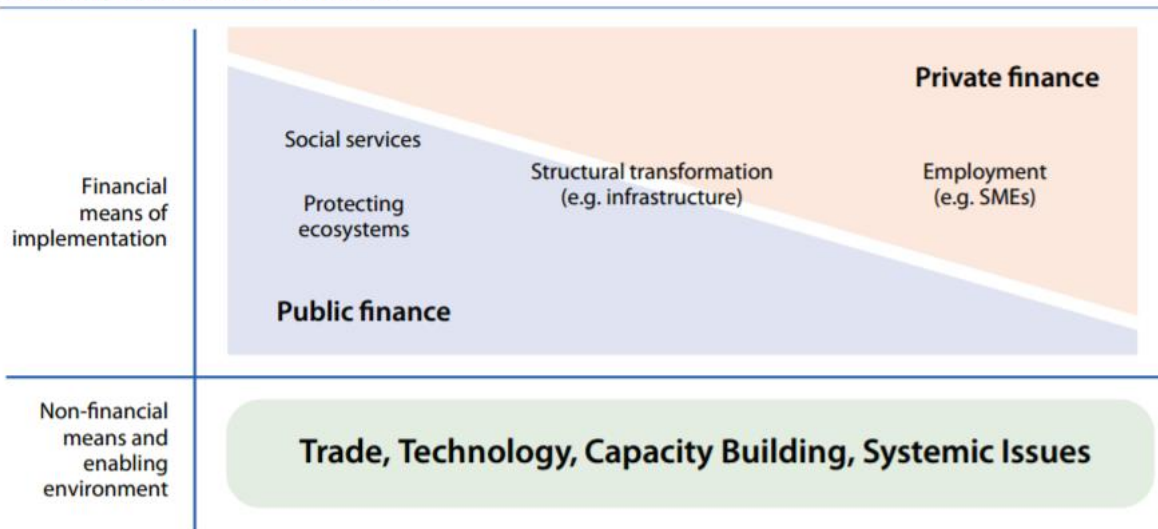 Private finance
Social services
Structural transformation
(e.g. infrastructure)
Employment
(e.g. SMEs)
Financial
means of
implementation
Protecting
ecosystems
Public finance
Non-financial
means and
enabling
environment
Trade, Technology, Capacity Building, Systemic Issues